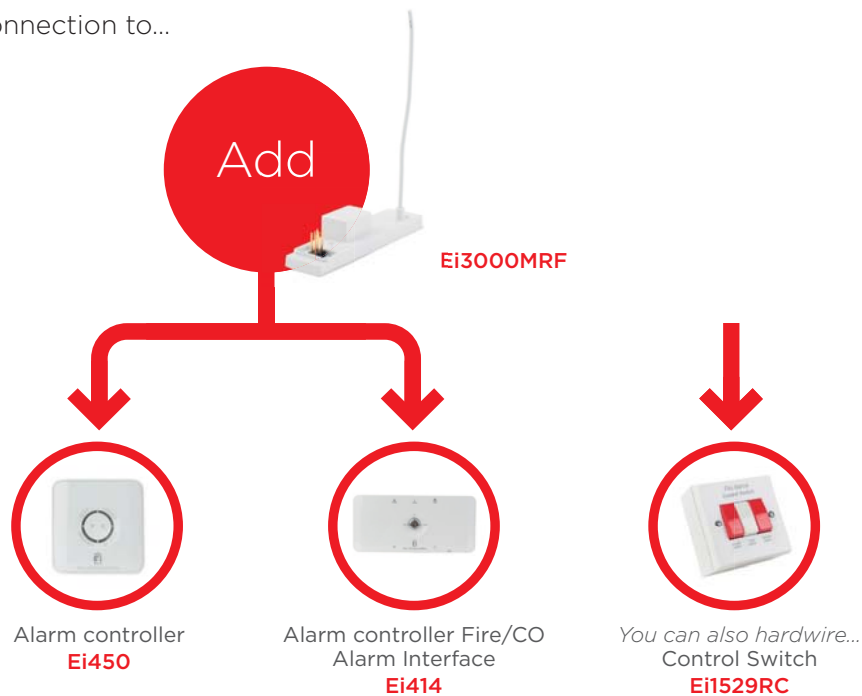 onnection to...
Add
Ei3000MRF
Alarm controller
Ei450
Alarm controller Fire/CO
Alarm Interface
Ei414
You can also hardwire...
Control Switch
Ei1529RC